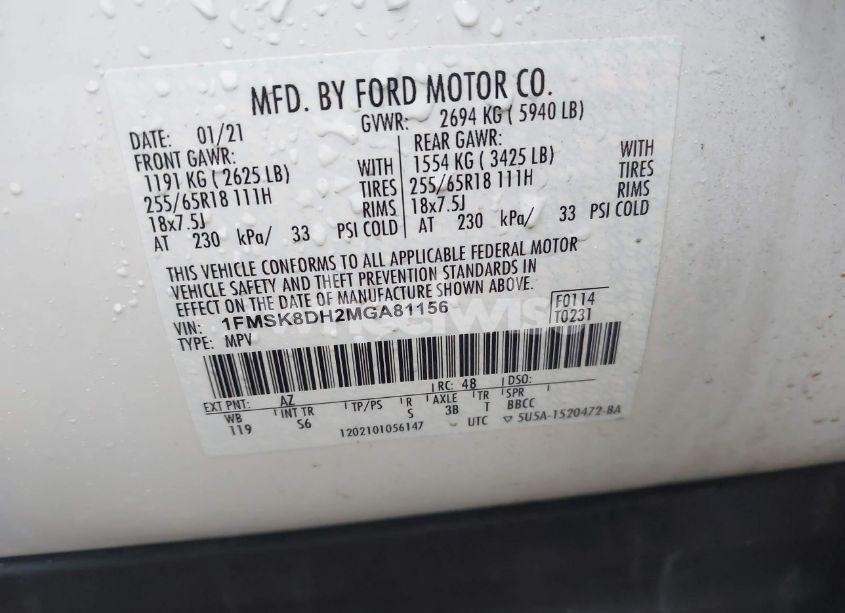 MFD. BY FORD MOTOR CO.
DATE: 01/21 GVWR: 2694 KG ( 5940 LB)
FRONT GAWR:
1191 KG ( 2625 LB) WITH
255/65R18 111H TIRES
18x7.5J RIMS
AT 230 kPa/ 33 PSI COLD
REAR GAWR:
1554 KG ( 3425 LB) WITH
255/65R18 111H TIRES
18x7.5J RIMS
AT 230 kPa/ 33 PSI COLD
THIS VEHICLE CONFORMS TO ALL APPLICABLE FEDERAL MOTOR
VEHICLE SAFETY AND THEFT PREVENTION STANDARDS IN
EFFECT ON THE DATE OF MANUFACTURE SHOWN ABOVE.
VIN: 1FMSK8DH2MGA81156
TYPE: MPV
F0114
T0231
EXT PNT: AZ RC: 48 DSO:
WB INT TR TP/PS R AXLE TR SPR
119 S6 S 3B T BBCC
1202101056147 UTC ▽ 5U5A-1520472-BA